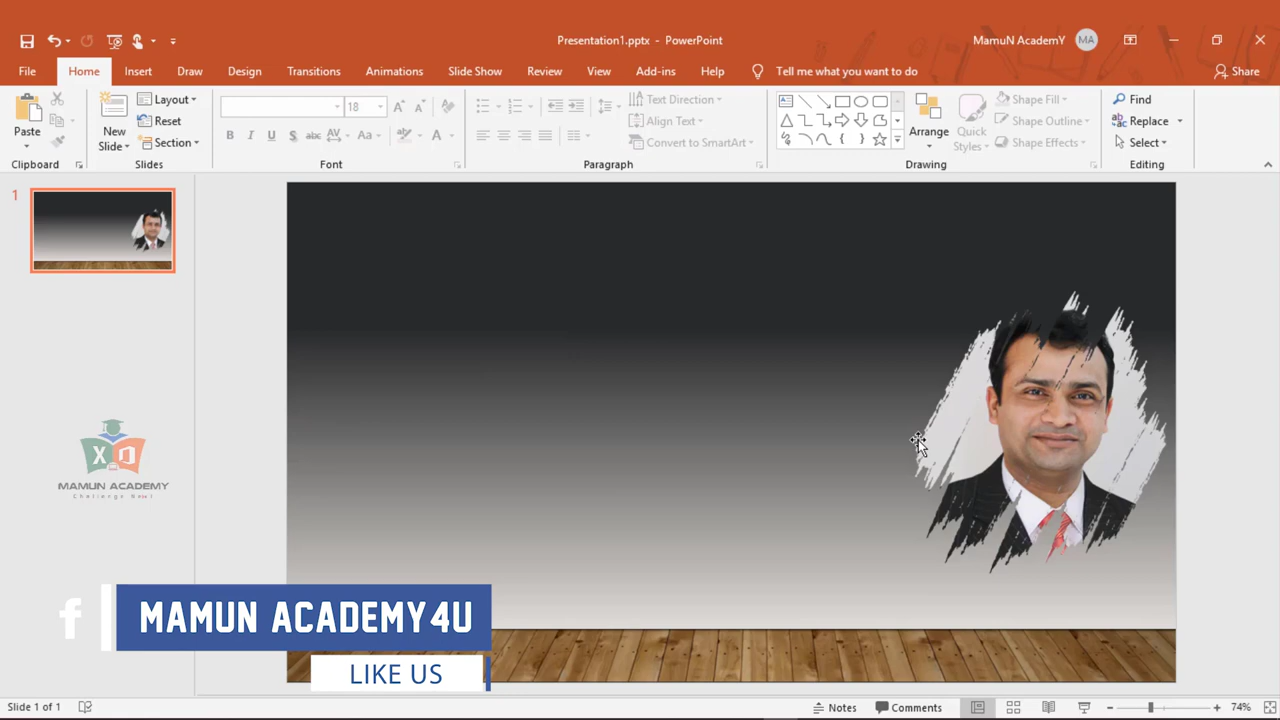 Presentation1.pptx - PowerPoint
MamuN AcademY MA
File Home Insert Draw Design Transitions Animations Slide Show Review View Add-ins Help Tell me what you want to do Share
Paste
Clipboard
New Slide
Layout
Reset
Section
Slides
18
Font
Text Direction
Align Text
Convert to SmartArt
Paragraph
Arrange
Quick Styles
Shape Fill
Shape Outline
Shape Effects
Drawing
Find
Replace
Select
Editing
1
X O
MAMUN ACADEMY
Challenge Next
f MAMUN ACADEMY4U
LIKE US
Slide 1 of 1 Notes Comments 74%